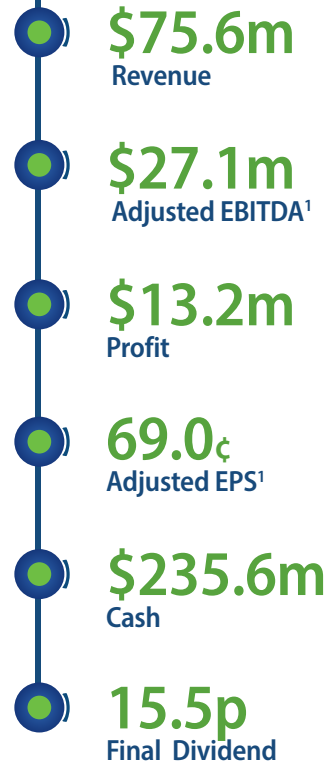 $75.6m
Revenue
$27.1m
Adjusted EBITDA¹
$13.2m
Profit
69.0¢
Adjusted EPS¹
$235.6m
Cash
15.5p
Final Dividend